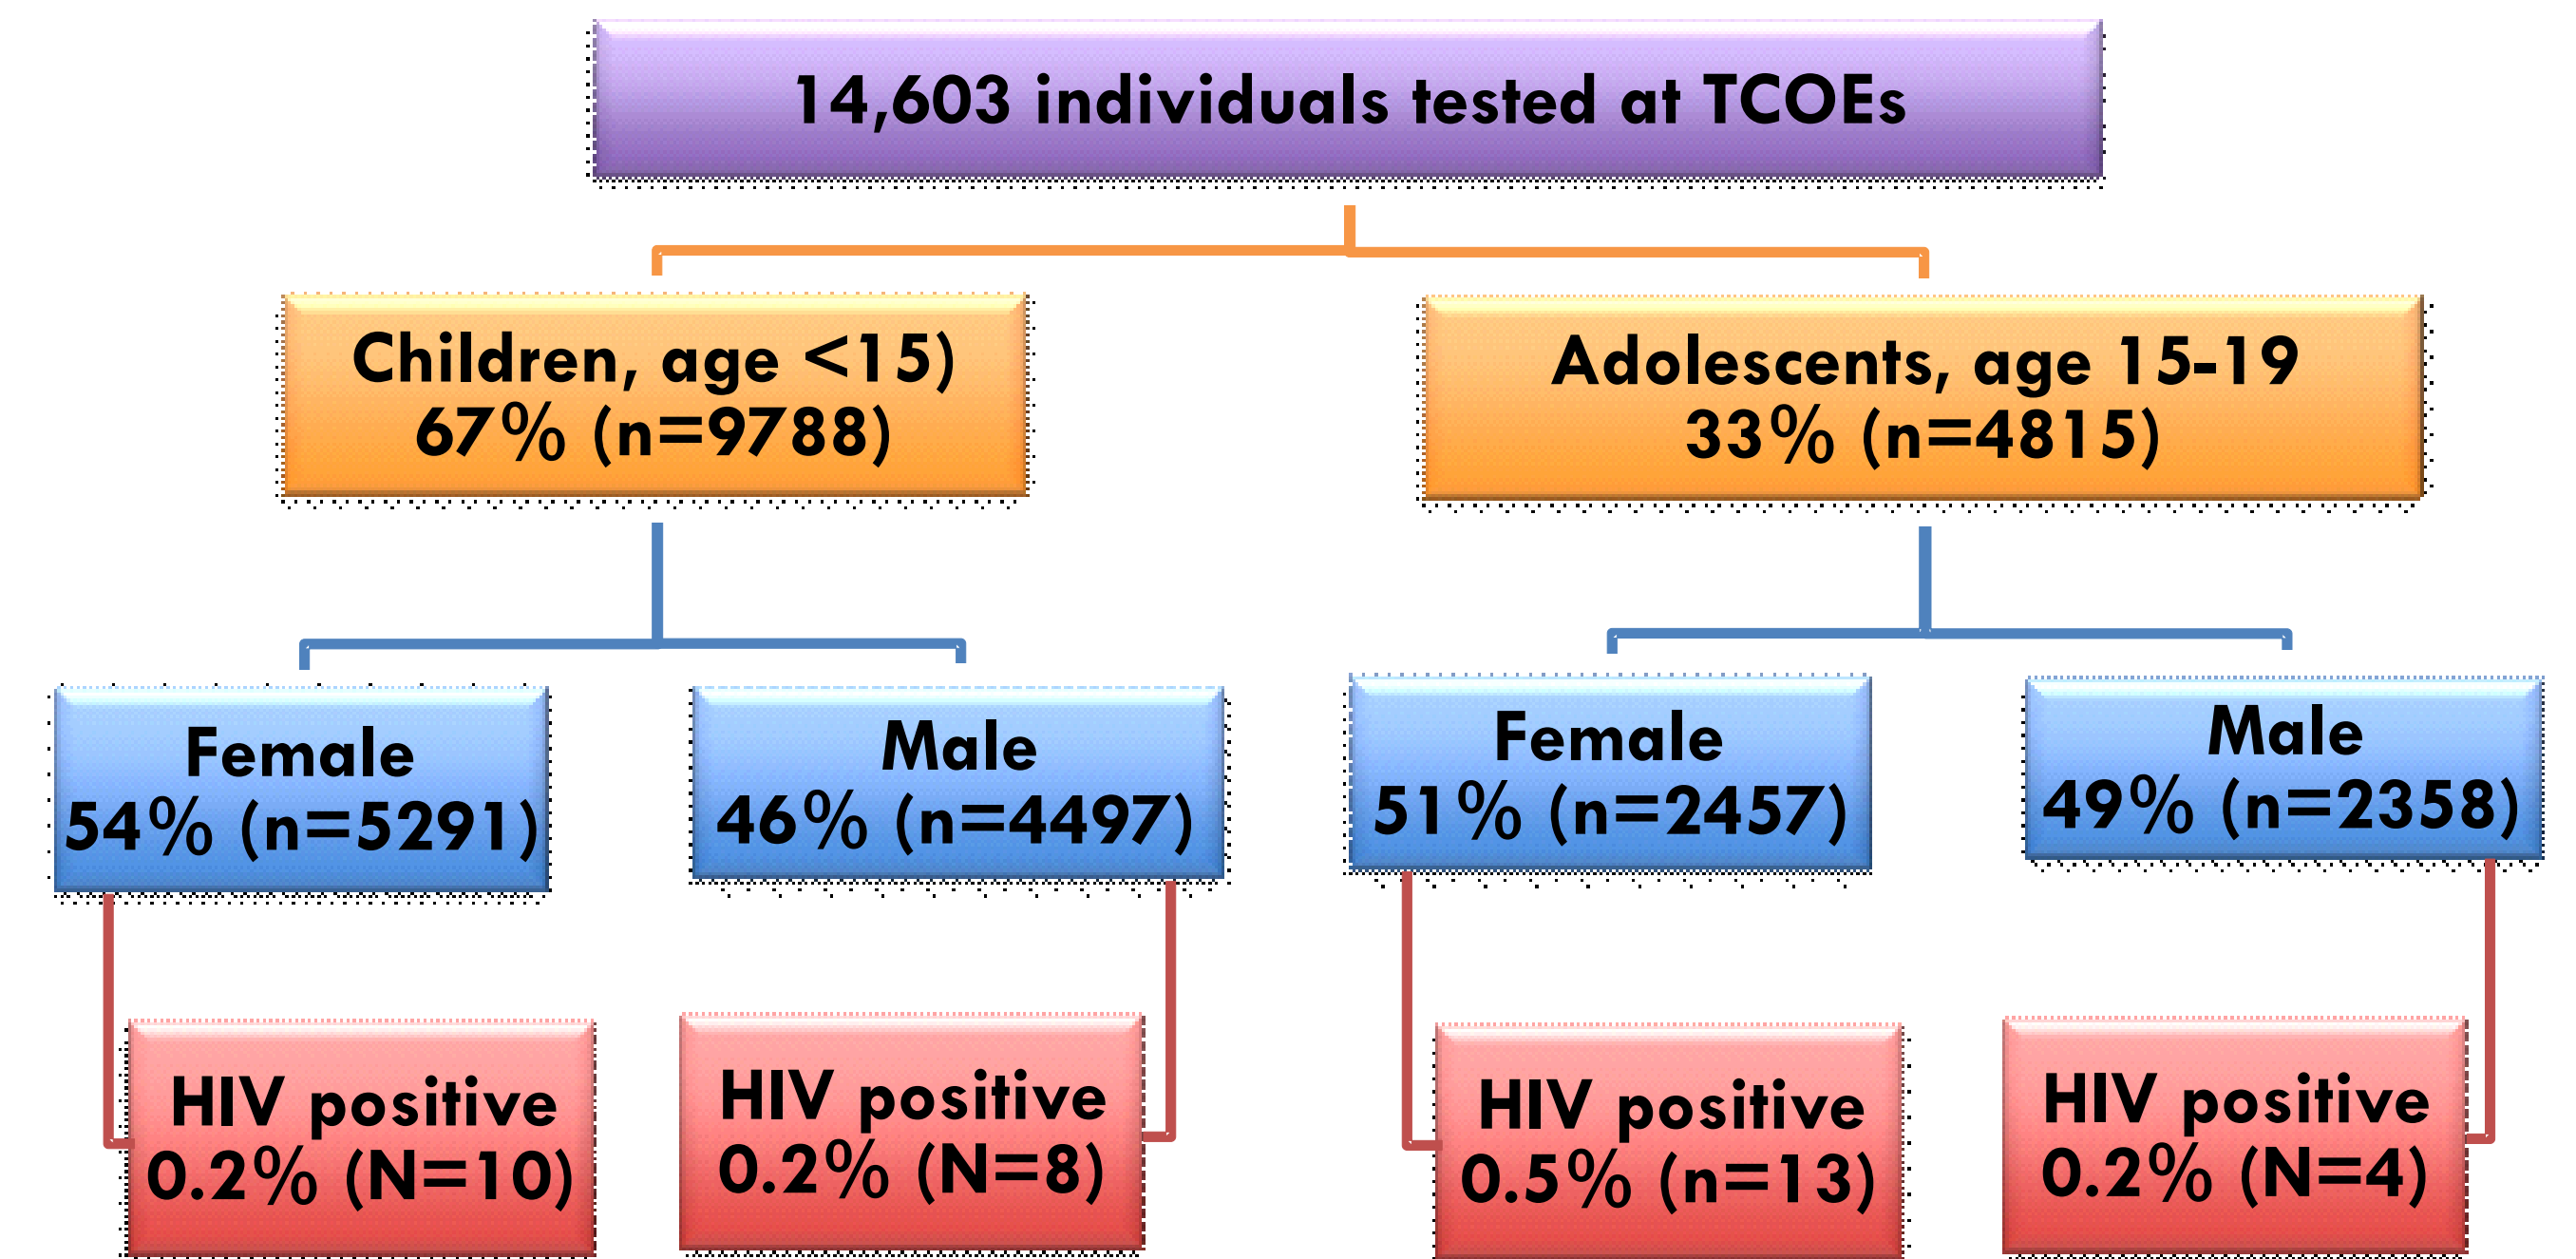 14,603 individuals tested at TCOEs
Children, age <15)
67% (n=9788)
Adolescents, age 15-19
33% (n=4815)
Female
54% (n=5291)
Male
46% (n=4497)
Female
51% (n=2457)
Male
49% (n=2358)
HIV positive
0.2% (N=10)
HIV positive
0.2% (N=8)
HIV positive
0.5% (n=13)
HIV positive
0.2% (N=4)